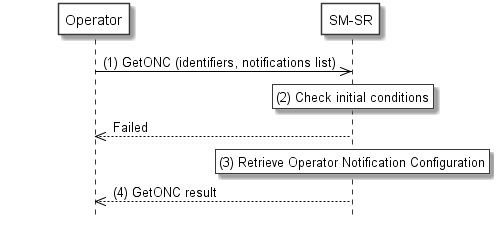 Operator
SM-SR
(1) GetONC (identifiers, notifications list)
(2) Check initial conditions
Failed
(3) Retrieve Operator Notification Configuration
(4) GetONC result